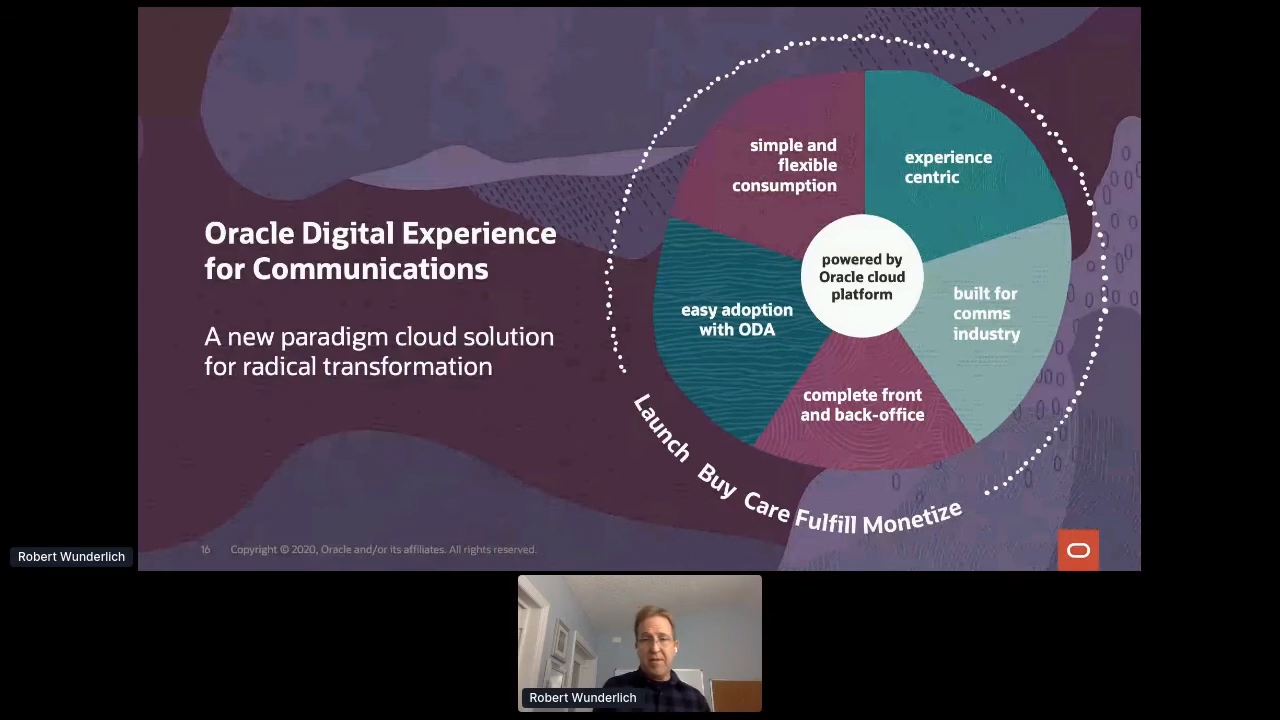 Oracle Digital Experience
for Communications
A new paradigm cloud solution
for radical transformation
simple and
flexible
consumption
experience
centric
powered by
Oracle cloud
platform
easy adoption
with ODA
built for
comms
industry
complete front
and back-office
Launch Buy Care Fulfill Monetize
16 Copyright © 2020, Oracle and/or its affiliates. All rights reserved.
Robert Wunderlich
Robert Wunderlich